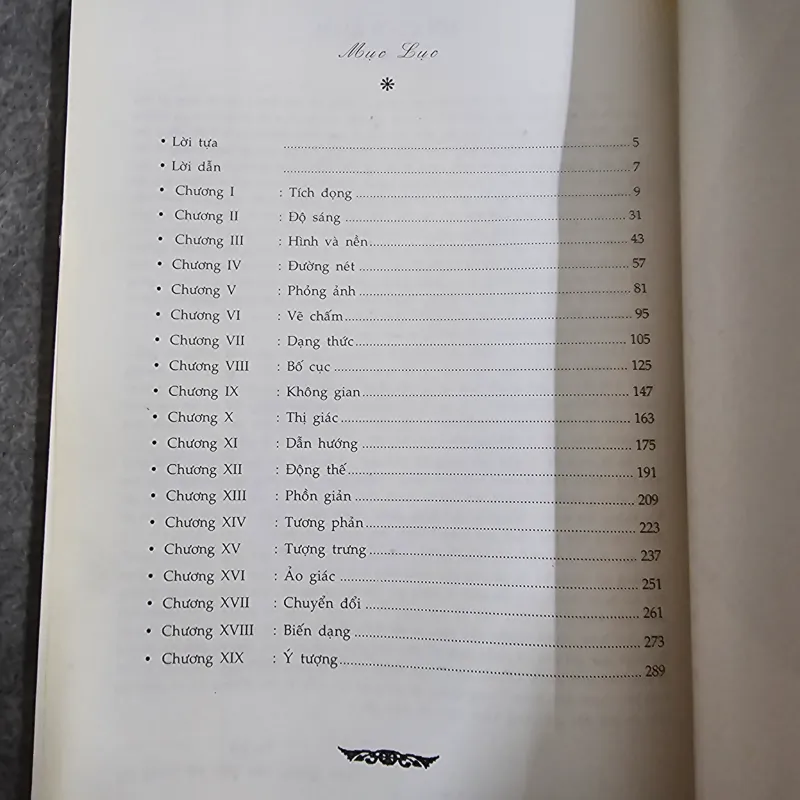 Mục Lục
• Lời tựa ........ 5
• Lời dẫn ........ 7
• Chương I : Tích đọng ........ 9
• Chương II : Độ sáng ........ 31
• Chương III : Hình và nền ........ 43
• Chương IV : Đường nét ........ 57
• Chương V : Phóng ảnh ........ 81
• Chương VI : Vẽ chấm ........ 95
• Chương VII : Dạng thức ........ 105
• Chương VIII : Bố cục ........ 125
• Chương IX : Không gian ........ 147
• Chương X : Thị giác ........ 163
• Chương XI : Dẫn hướng ........ 175
• Chương XII : Động thế ........ 191
• Chương XIII : Phồn giản ........ 209
• Chương XIV : Tương phản ........ 223
• Chương XV : Tượng trưng ........ 237
• Chương XVI : Ảo giác ........ 251
• Chương XVII : Chuyển đổi ........ 261
• Chương XVIII : Biến dạng ........ 273
• Chương XIX : Ý tượng ........ 289